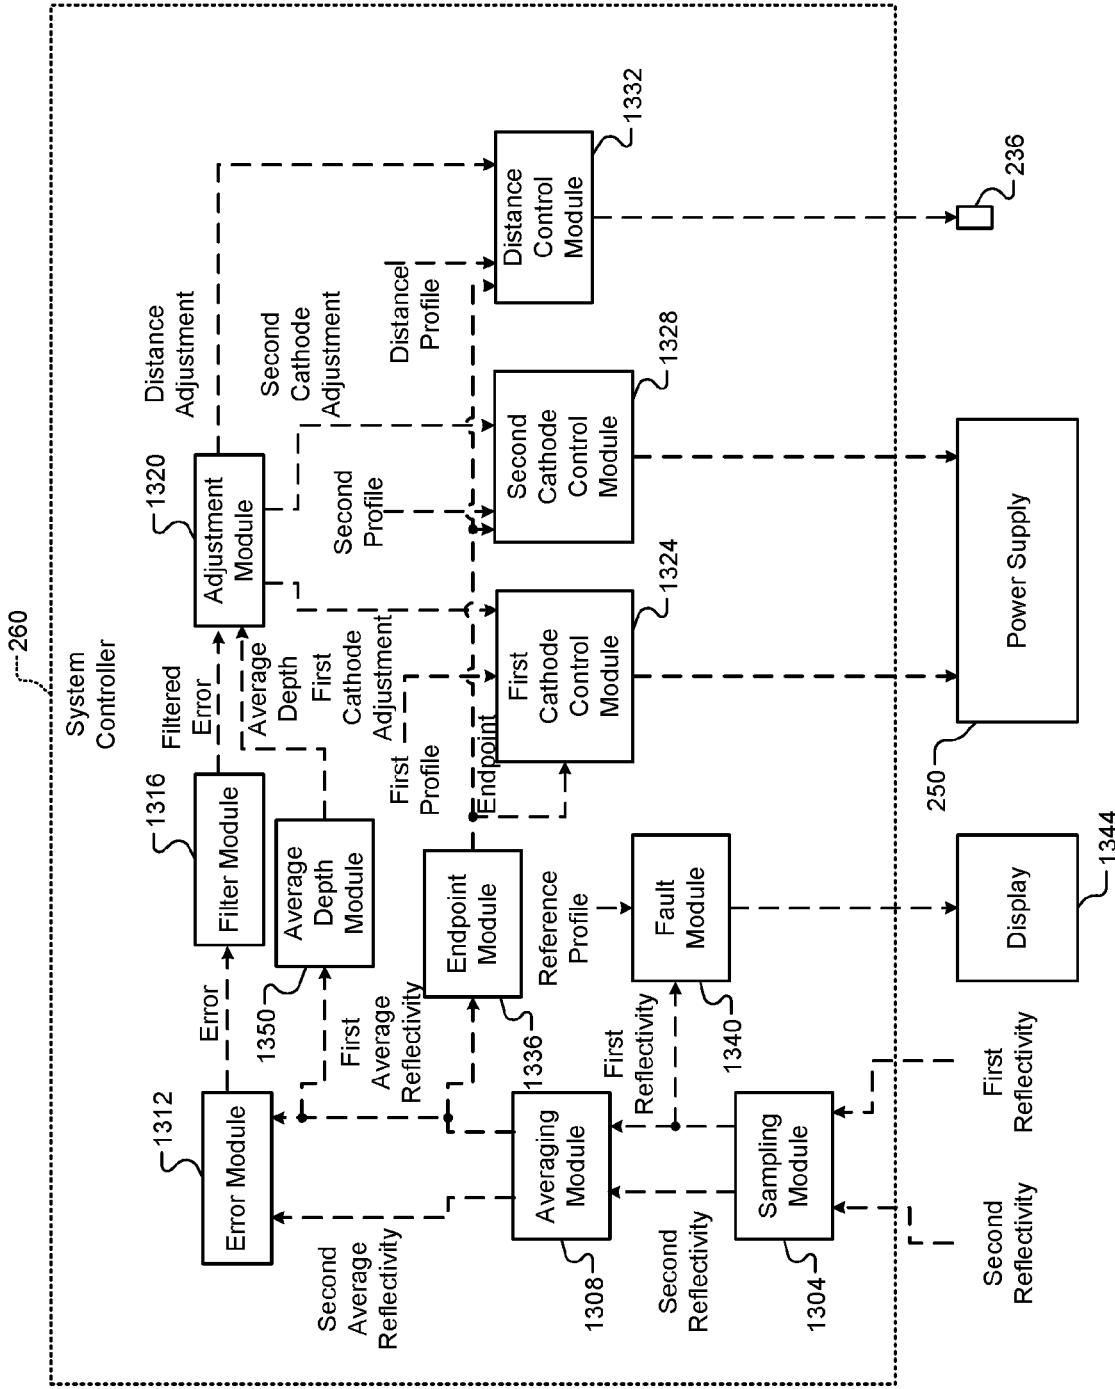 260
System
Controller
1312
Error Module
Error
1316
Filter Module
Filtered
Error
1320
Adjustment
Module
Distance
Adjustment
Second
Cathode
Adjustment
1350
Average
Depth
Module
Average
Depth
First
Cathode
Adjustment
Second
Average
Reflectivity
First
Average
Reflectivity
1336
Endpoint
Module
Endpoint
First
Profile
Second
Profile
Distance
Profile
1308
Averaging
Module
First
Cathode
Control
Module
1324
Second
Cathode
Control
Module
1328
Distance
Control
Module
1332
Second
Reflectivity
First
Reflectivity
Reference
Profile
Fault
Module
1340
1304
Sampling
Module
Second
Reflectivity
First
Reflectivity
Display
1344
Power Supply
250
236